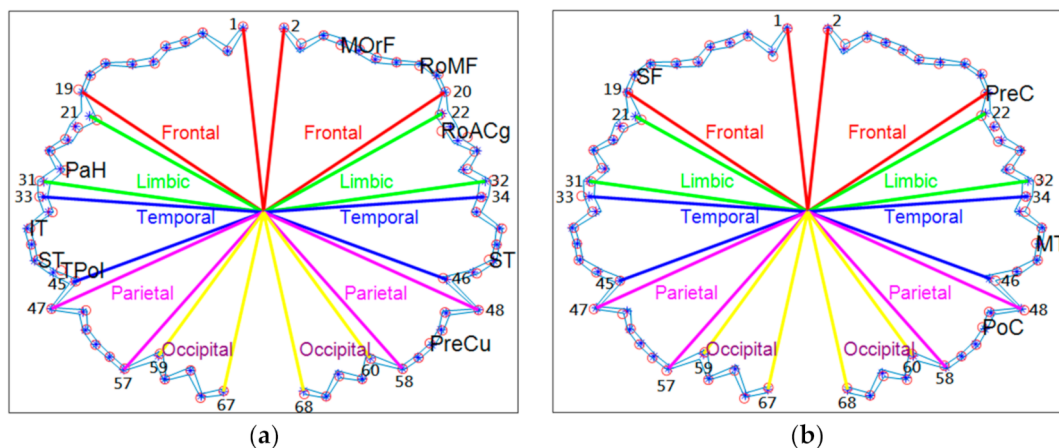 1 2
MOrF
RoMF
19 20
21 22
Frontal Frontal
RoACg
PaH
31 Limbic Limbic 32
33 Temporal Temporal 34
IT
ST TPol ST
45 46
47 Parietal Parietal 48
PreCu
59 Occipital Occipital 60
57 58
67 68
(a)
1 2
SF
19 PreC
21 22
Frontal Frontal
31 Limbic Limbic 32
33 Temporal Temporal 34
MT
45 46
47 Parietal Parietal 48
PoC
59 Occipital Occipital 60
57 58
67 68
(b)